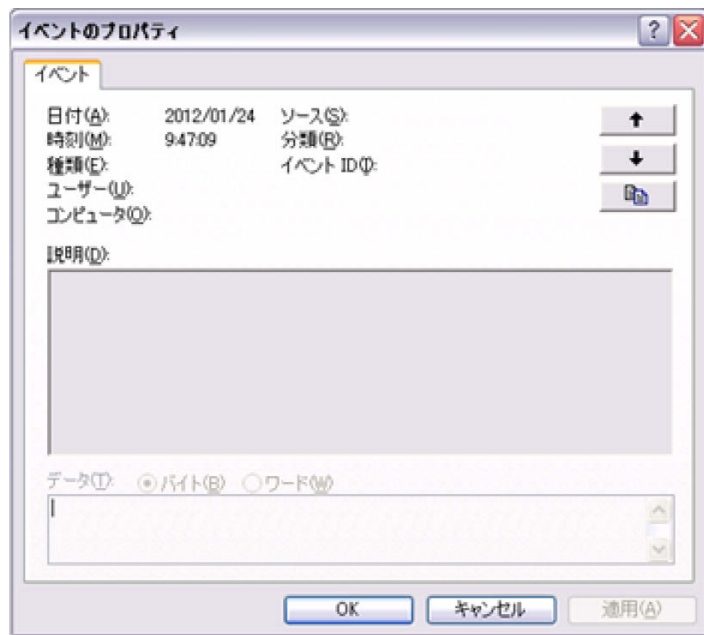 イベントのプロパティ
イベント
日付(A): 2012/01/24 ソース(S):
時刻(M): 9:47:09 分類(R):
種類(E): イベント ID(I):
ユーザー(U):
コンピュータ(O):
説明(D):
データ(T): バイト(B) ワード(W)
OK キャンセル 適用(A)